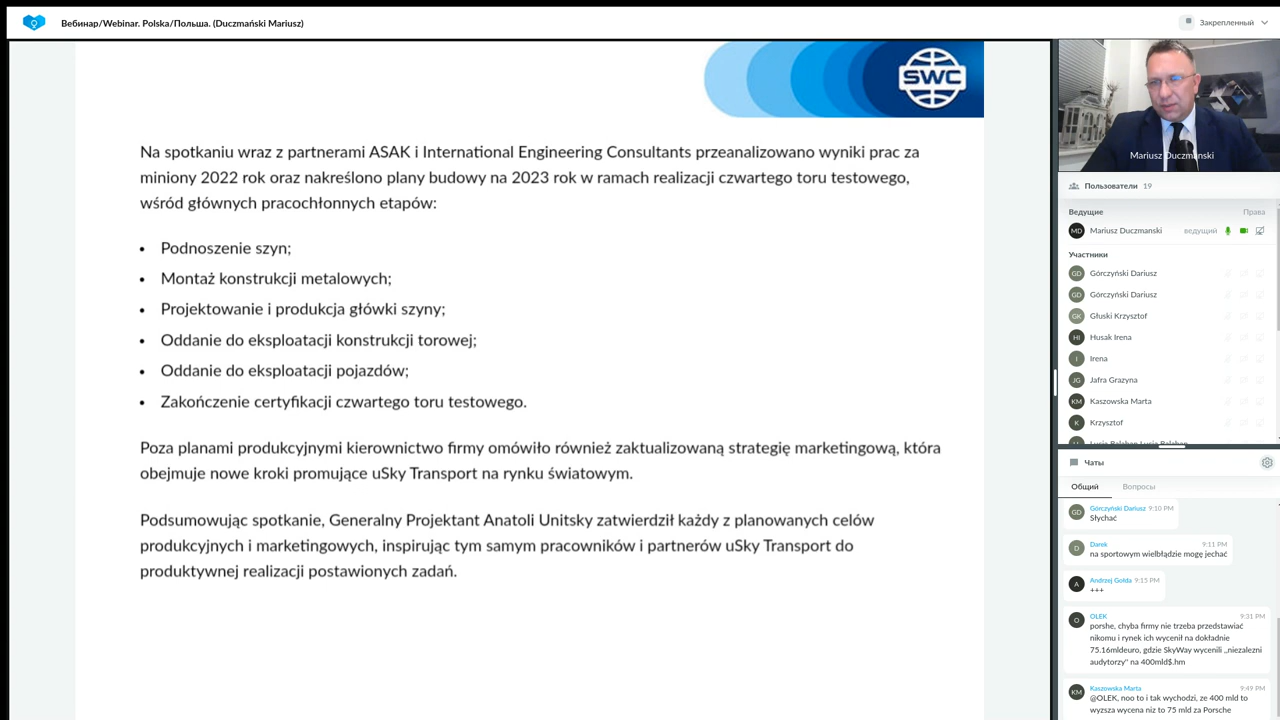 Вебинар/Webinar. Polska/Польша. (Duczmański Mariusz)
Закрепленный
SWC
Na spotkaniu wraz z partnerami ASAK i International Engineering Consultants przeanalizowano wyniki prac za
miniony 2022 rok oraz nakreślono plany budowy na 2023 rok w ramach realizacji czwartego toru testowego,
wśród głównych pracochłonnych etapów:
• Podnoszenie szyn;
• Montaż konstrukcji metalowych;
• Projektowanie i produkcja główki szyny;
• Oddanie do eksploatacji konstrukcji torowej;
• Oddanie do eksploatacji pojazdów;
• Zakończenie certyfikacji czwartego toru testowego.
Poza planami produkcyjnymi kierownictwo firmy omówiło również zaktualizowaną strategię marketingową, która
obejmuje nowe kroki promujące uSky Transport na rynku światowym.
Podsumowując spotkanie, Generalny Projektant Anatoli Unitsky zatwierdził każdy z planowanych celów
produkcyjnych i marketingowych, inspirując tym samym pracowników i partnerów uSky Transport do
produktywnej realizacji postawionych zadań.
Mariusz Duczmanski
Пользователи 19
Ведущие Права
MD Mariusz Duczmanski ведущий
Участники
GD Górczyński Dariusz
GD Górczyński Dariusz
GK Głuski Krzysztof
HI Husak Irena
I Irena
JG Jafra Grazyna
KM Kaszowska Marta
K Krzysztof
Чаты
Общий Вопросы
GD Górczyński Dariusz 9:10 PM
Słychać
D Darek 9:11 PM
na sportowym wielbłądzie mogę jechać
A Andrzej Gołda 9:15 PM
+++
O OLEK 9:31 PM
porshe, chyba firmy nie trzeba przedstawiać
nikomu i rynek ich wycenił na dokładnie
75.16mldeuro, gdzie SkyWay wycenili ,,niezalezni
audytorzy" na 400mld$.hm
KM Kaszowska Marta 9:49 PM
@OLEK, noo to i tak wychodzi, ze 400 mld to
wyzsza wycena niz to 75 mld za Porsche